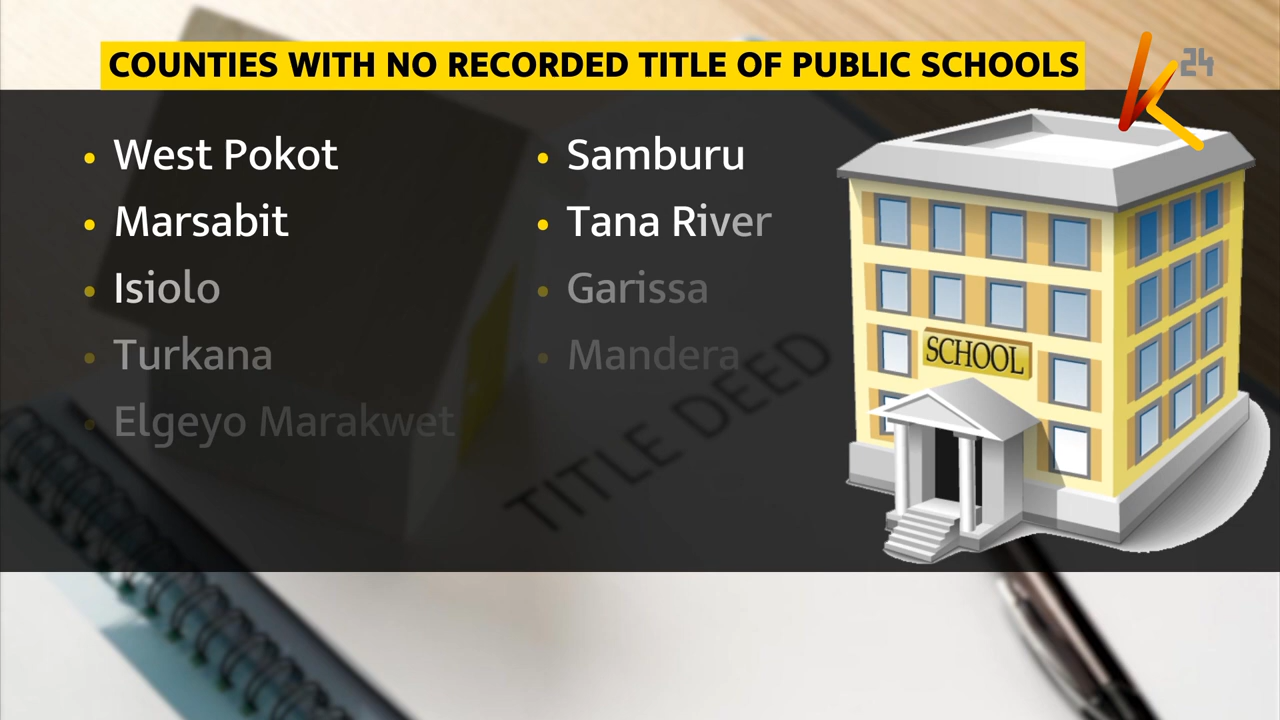 COUNTIES WITH NO RECORDED TITLE OF PUBLIC SCHOOLS
K24
West Pokot
Marsabit
Isiolo
Turkana
Elgeyo Marakwet
Samburu
Tana River
Garissa
Mandera
SCHOOL
TITLE DEED